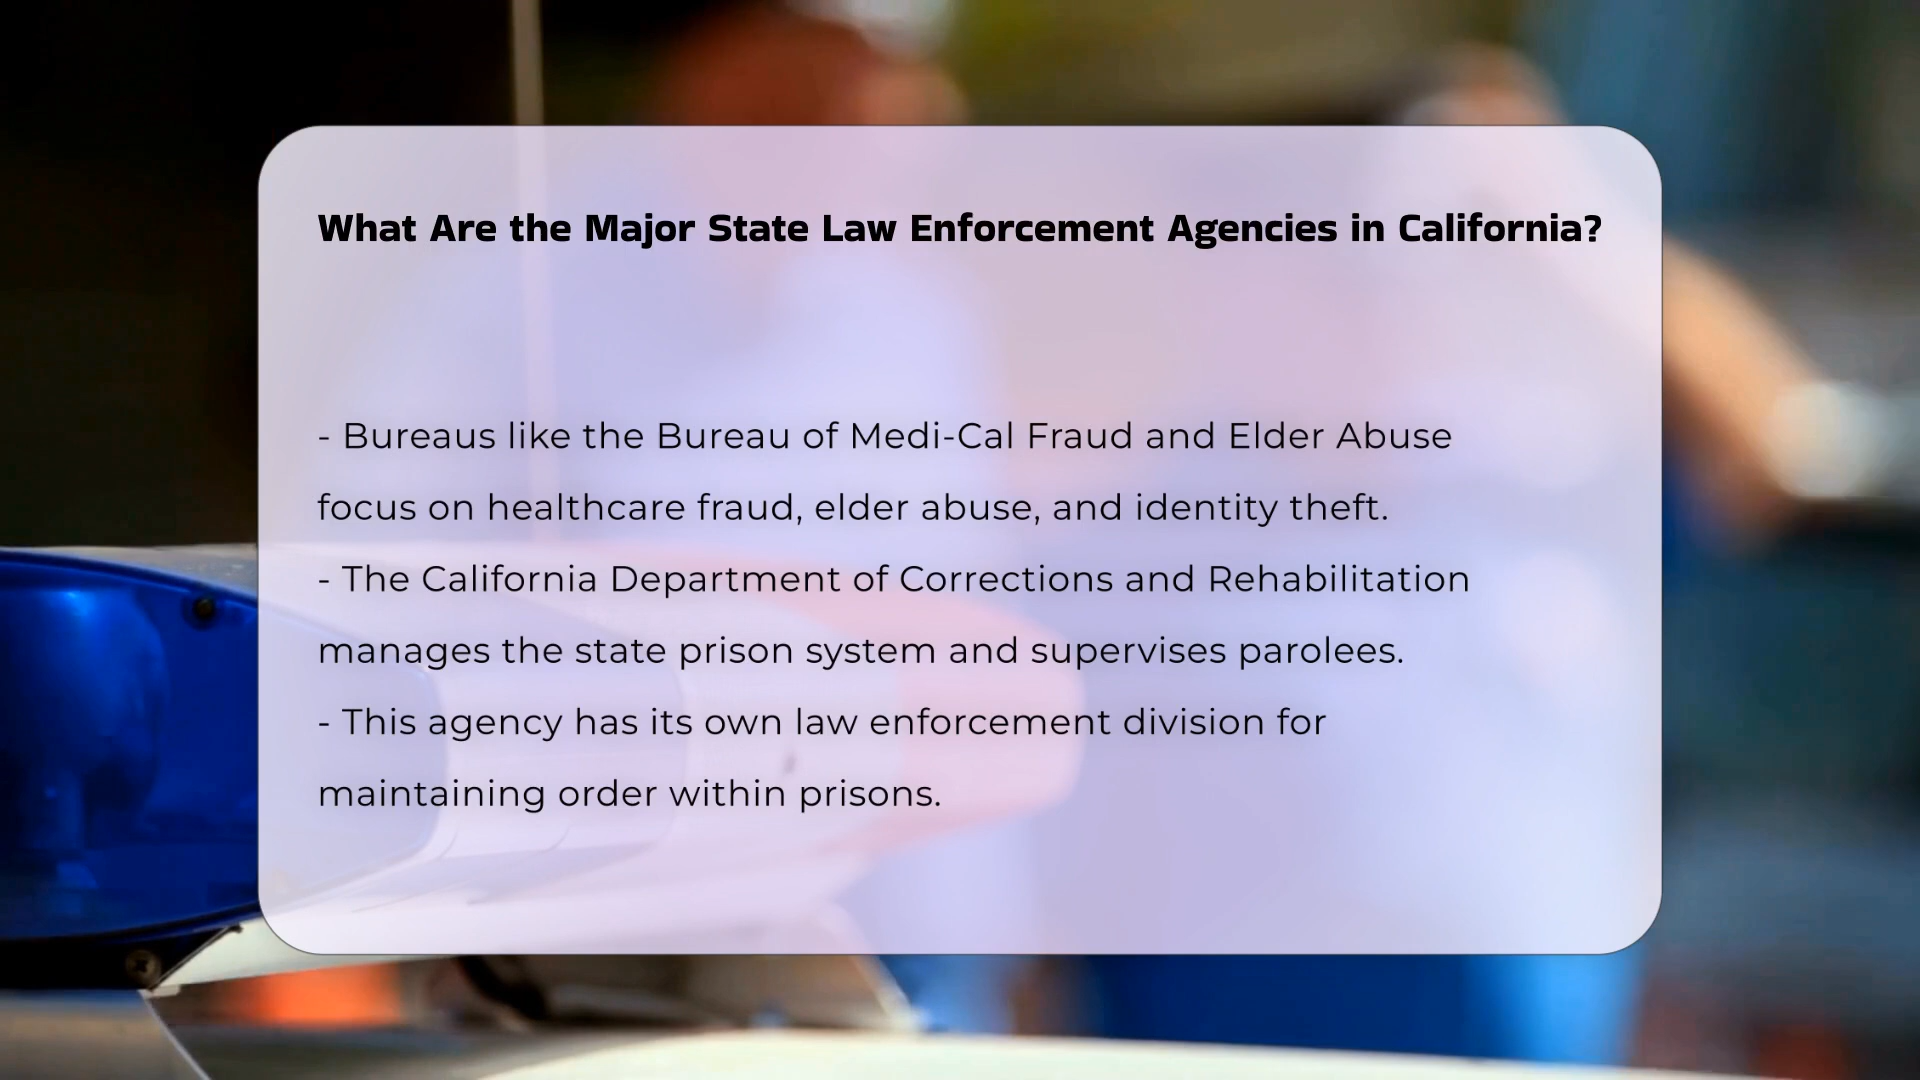 What Are the Major State Law Enforcement Agencies in California?
- Bureaus like the Bureau of Medi-Cal Fraud and Elder Abuse
focus on healthcare fraud, elder abuse, and identity theft.
- The California Department of Corrections and Rehabilitation
manages the state prison system and supervises parolees.
- This agency has its own law enforcement division for
maintaining order within prisons.